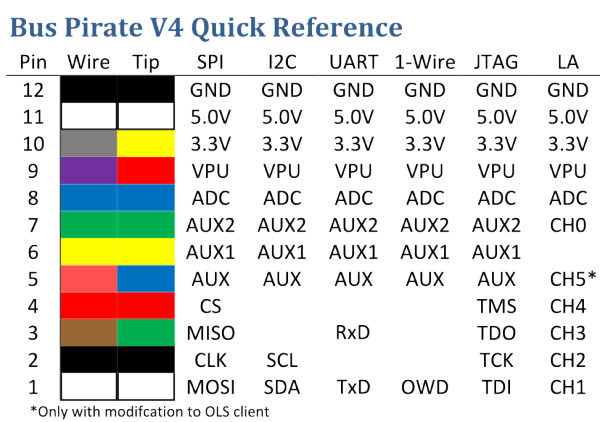 Bus Pirate V4 Quick Reference
Pin Wire Tip SPI I2C UART 1-Wire JTAG LA
12 GND GND GND GND GND GND
11 5.0V 5.0V 5.0V 5.0V 5.0V 5.0V
10 3.3V 3.3V 3.3V 3.3V 3.3V 3.3V
9 VPU VPU VPU VPU VPU VPU
8 ADC ADC ADC ADC ADC ADC
7 AUX2 AUX2 AUX2 AUX2 AUX2 CH0
6 AUX1 AUX1 AUX1 AUX1 AUX1
5 AUX AUX AUX AUX AUX CH5*
4 CS TMS CH4
3 MISO RxD TDO CH3
2 CLK SCL TCK CH2
1 MOSI SDA TxD OWD TDI CH1
*Only with modifcation to OLS client